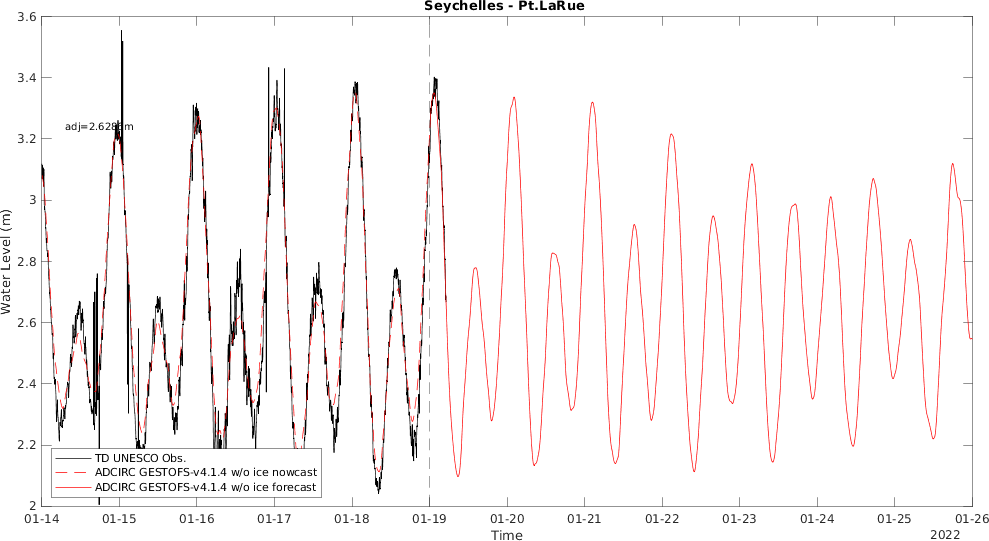 Seychelles - Pt.LaRue
3.6
3.4
3.2
3
2.8
2.6
2.4
2.2
2
Water Level (m)
TD UNESCO Obs.
ADCIRC GESTOFS-v4.1.4 w/o ice nowcast
ADCIRC GESTOFS-v4.1.4 w/o ice forecast
01-14 01-15 01-16 01-17 01-18 01-19 01-20 01-21 01-22 01-23 01-24 01-25 01-26
Time
2022